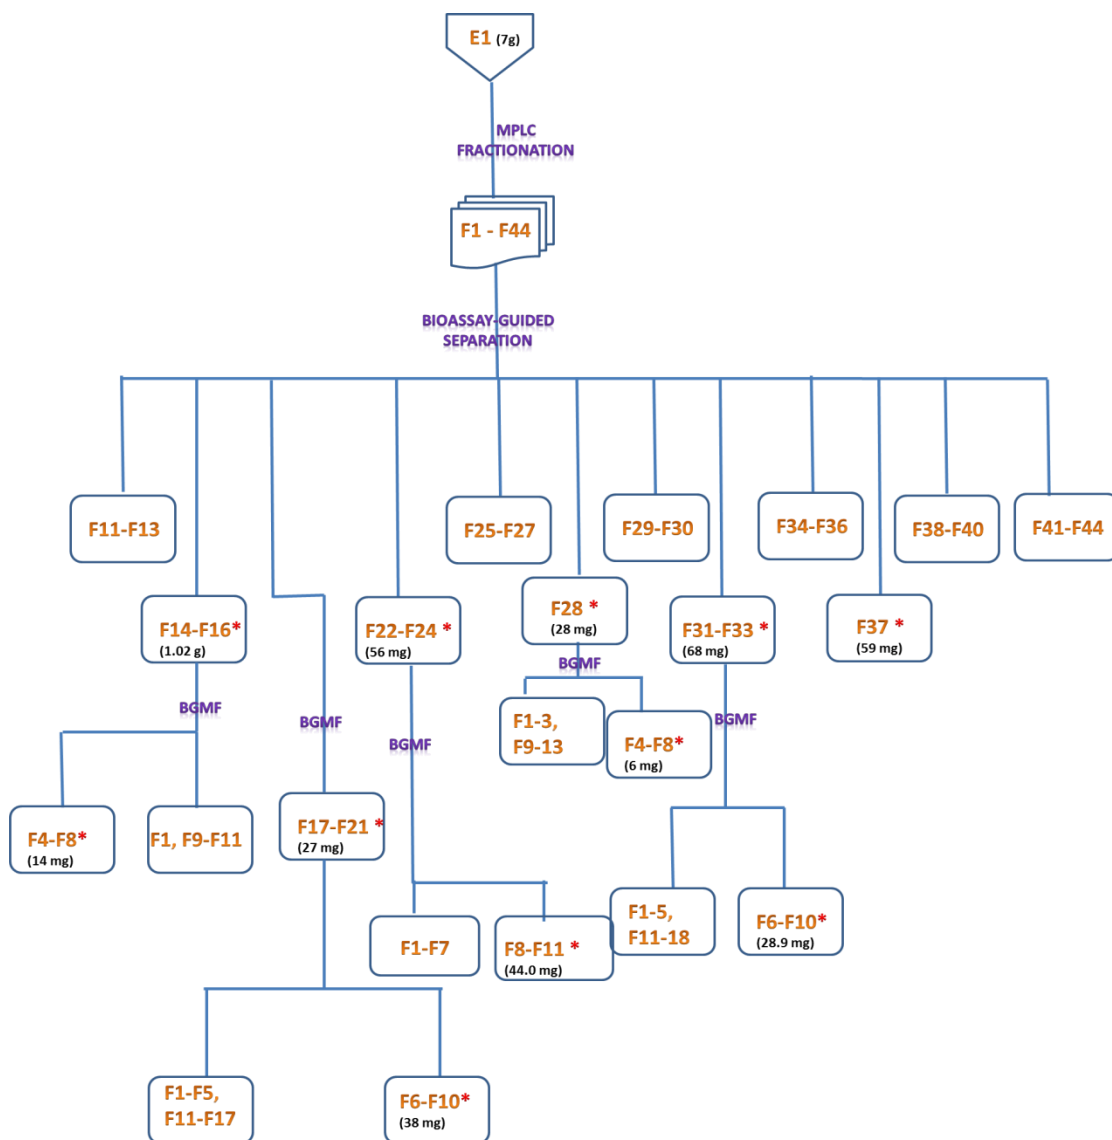 E1 (7g)
MPLC
FRACTIONATION
F1 - F44
BIOASSAY-GUIDED
SEPARATION
F11-F13
F25-F27
F29-F30
F34-F36
F38-F40
F41-F44
F14-F16*
(1.02 g)
F22-F24 *
(56 mg)
F28 *
(28 mg)
F31-F33 *
(68 mg)
F37 *
(59 mg)
BGMF
BGMF
BGMF
BGMF
BGMF
F1-3,
F9-13
F4-F8*
(6 mg)
F4-F8*
(14 mg)
F1, F9-F11
F17-F21 *
(27 mg)
F1-F7
F8-F11 *
(44.0 mg)
F1-5,
F11-18
F6-F10*
(28.9 mg)
F1-F5,
F11-F17
F6-F10*
(38 mg)